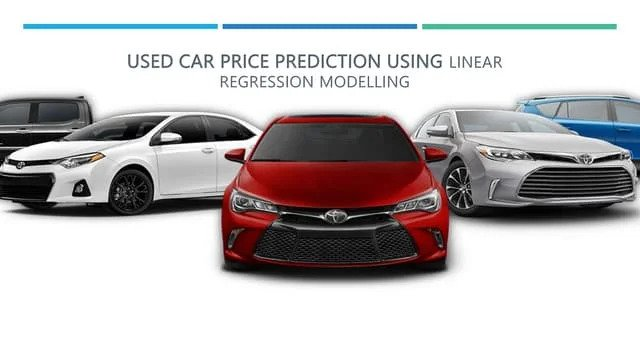 USED CAR PRICE PREDICTION USING LINEAR
REGRESSION MODELLING